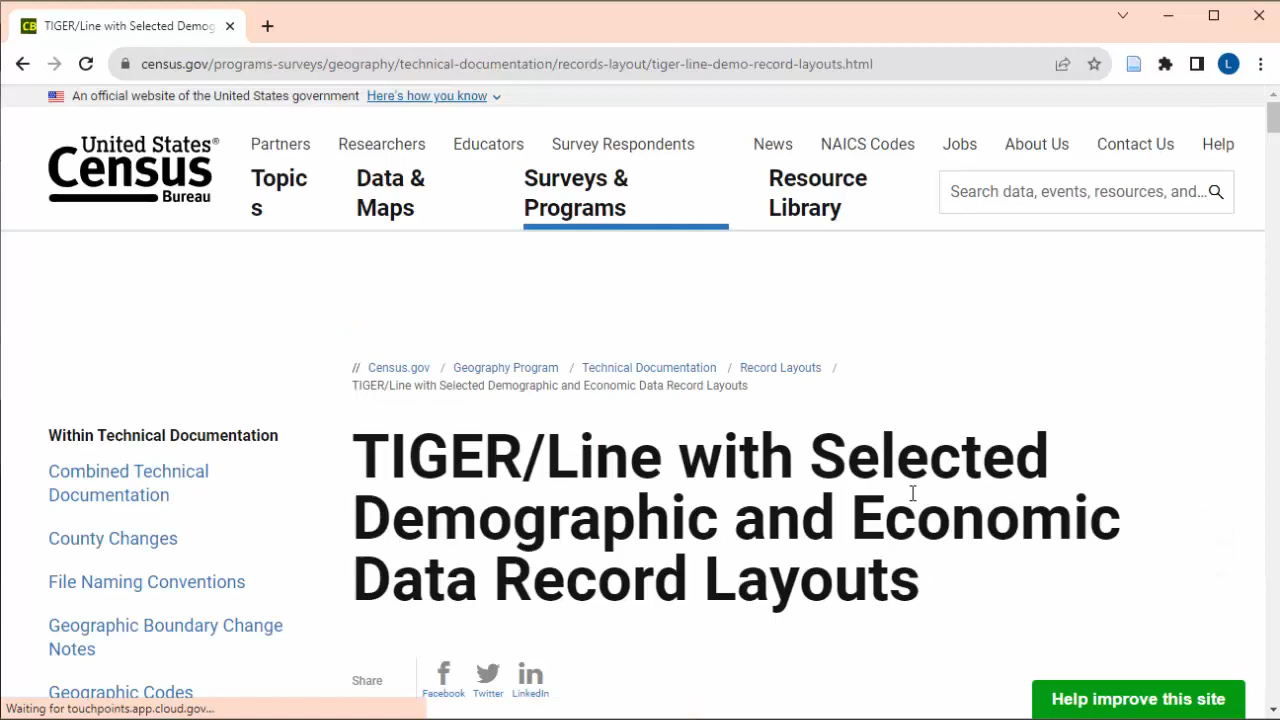 CB TIGER/Line with Selected Demog
census.gov/programs-surveys/geography/technical-documentation/records-layout/tiger-line-demo-record-layouts.html
L
An official website of the United States government Here's how you know
United States®
Census
Bureau
Partners Researchers Educators Survey Respondents News NAICS Codes Jobs About Us Contact Us Help
Topic
s
Data &
Maps
Surveys &
Programs
Resource
Library
Search data, events, resources, and...
// Census.gov / Geography Program / Technical Documentation / Record Layouts /
TIGER/Line with Selected Demographic and Economic Data Record Layouts
Within Technical Documentation
Combined Technical
Documentation
County Changes
File Naming Conventions
Geographic Boundary Change
Notes
Geographic Codes
TIGER/Line with Selected
Demographic and Economic
Data Record Layouts
Share
Facebook Twitter LinkedIn
Help improve this site
Waiting for touchpoints.app.cloud.gov...